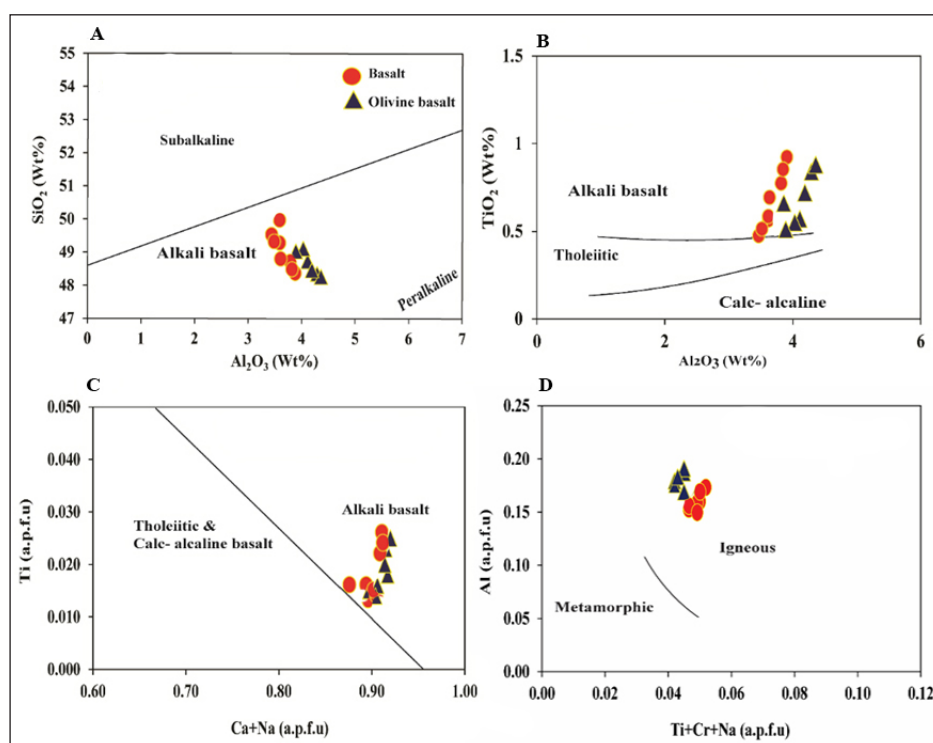 A
55
54
53
52
51
50
49
48
47
SiO₂ (Wt%)
Basalt
Olivine basalt
Subalkaline
Alkali basalt
Peralkaline
0 1 2 3 4 5 6 7
Al₂O₃ (Wt%)
B
1.5
1
0.5
0
TiO₂ (Wt%)
Alkali basalt
Tholeiitic
Calc- alcaline
0 2 4 6
Al2O3 (Wt%)
C
0.050
0.040
0.030
0.020
0.010
0.000
Ti (a.p.f.u)
Alkali basalt
Tholeiitic &
Calc- alcaline basalt
0.60 0.70 0.80 0.90 1.00
Ca+Na (a.p.f.u)
D
0.25
0.20
0.15
0.10
0.05
0.00
Al (a.p.f.u)
Igneous
Metamorphic
0.00 0.02 0.04 0.06 0.08 0.10 0.12
Ti+Cr+Na (a.p.f.u)